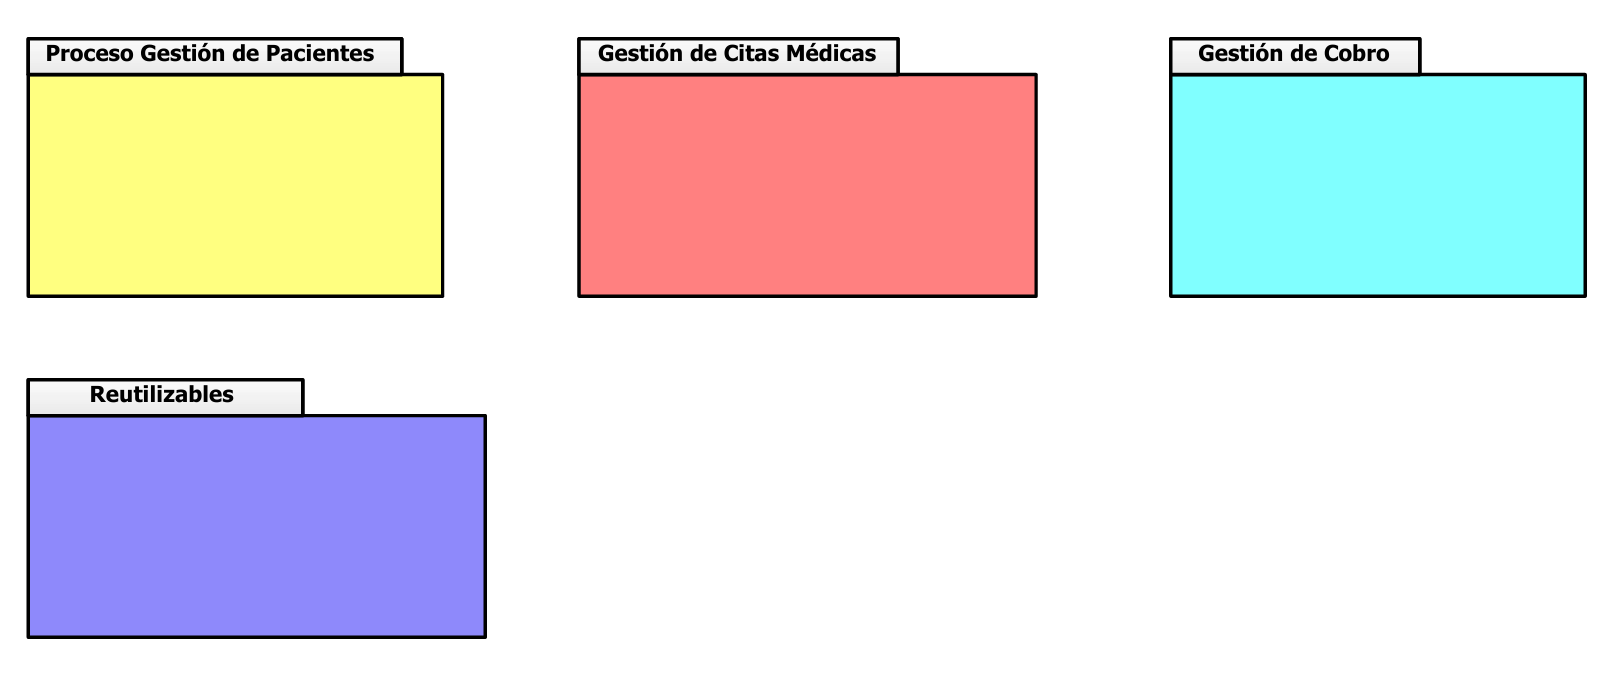 Proceso Gestión de Pacientes
Gestión de Citas Médicas
Gestión de Cobro
Reutilizables